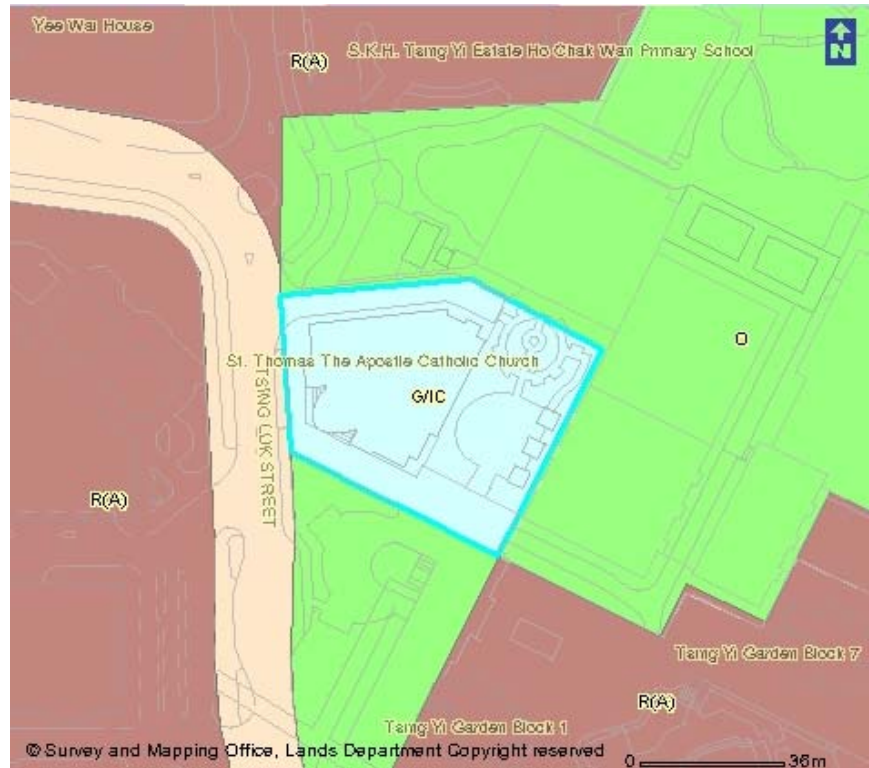 Yee Wai House
N
R(A)
S.K.H. Tsing Yi Estate Ho Chak Wan Primary School
O
St. Thomas The Apostle Catholic Church
G/IC
TSING LUK STREET
R(A)
Tsing Yi Garden Block 7
R(A)
Tsing Yi Garden Block 1
© Survey and Mapping Office, Lands Department Copyright reserved
0 36m